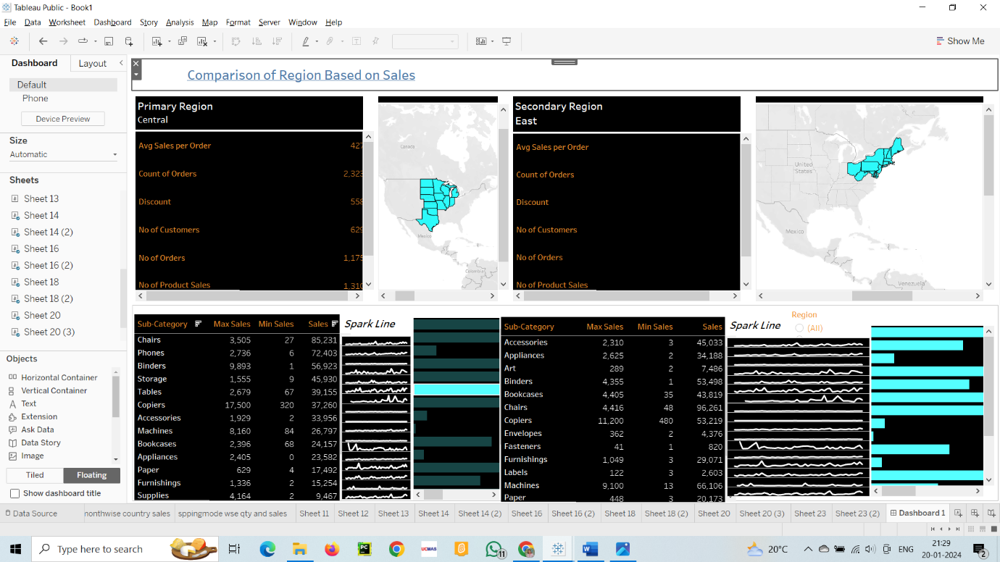 Tableau Public - Book1
File Data Worksheet Dashboard Story Analysis Map Format Server Window Help
Show Me
Dashboard Layout
Default
Phone
Device Preview
Size
Automatic
Sheets
Sheet 13
Sheet 14
Sheet 14 (2)
Sheet 16
Sheet 16 (2)
Sheet 18
Sheet 18 (2)
Sheet 20
Sheet 20 (3)
Objects
Horizontal Container
Vertical Container
Text
Extension
Ask Data
Data Story
Image
Tiled Floating
Show dashboard title
Comparison of Region Based on Sales
Primary Region
Central
Avg Sales per Order 427
Count of Orders 2,323
Discount 558
No of Customers 629
No of Orders 1,175
No of Product Sales 1,310
Canada
Mexico
Colombia
Secondary Region
East
Avg Sales per Order
Count of Orders
Discount
No of Customers
No of Orders
No of Product Sales
United
States
Mexico
Venezuela
Sub-Category Max Sales Min Sales Sales
Chairs 3,505 27 85,231
Phones 2,736 6 72,403
Binders 9,893 1 56,923
Storage 1,555 9 45,930
Tables 2,679 67 39,155
Copiers 17,500 320 37,260
Accessories 1,929 2 33,956
Machines 8,160 84 26,797
Bookcases 2,396 68 24,157
Appliances 2,405 0 23,582
Paper 629 4 17,492
Furnishings 1,336 2 15,254
Supplies 4,164 2 9,467
Spark Line
Sub-Category Max Sales Min Sales Sales
Accessories 2,310 3 45,033
Appliances 2,625 2 34,188
Art 289 2 7,486
Binders 4,355 1 53,498
Bookcases 4,405 35 43,819
Chairs 4,416 48 96,261
Copiers 11,200 480 53,219
Envelopes 362 2 4,376
Fasteners 41 1 820
Furnishings 1,049 3 29,071
Labels 122 3 2,603
Machines 9,100 13 66,106
Paper 448 3 20,173
Spark Line
Region
(All)
Data Source nonthwise country sales sppingmode wse qty and sales Sheet 11 Sheet 12 Sheet 13 Sheet 14 Sheet 14 (2) Sheet 16 Sheet 16 (2) Sheet 18 Sheet 18 (2) Sheet 20 Sheet 20 (3) Sheet 23 Sheet 23 (2) Dashboard 1
Type here to search
PC
UCMAS
11
W
20°C
ENG
21:29
20-01-2024
2